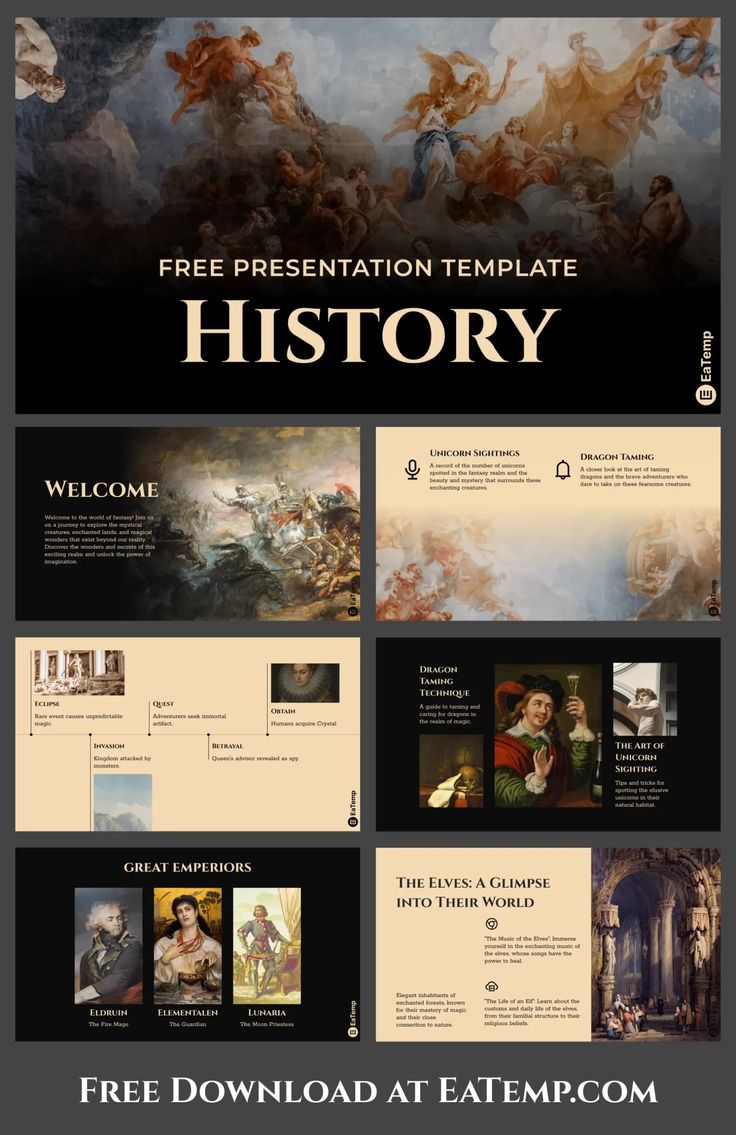 FREE PRESENTATION TEMPLATE
HISTORY
EaTemp
WELCOME
Welcome to the world of fantasy! Join us
on a journey to explore the mystical
creatures, enchanted lands, and magical
wonders that exist beyond our reality.
Discover the wonders and secrets of this
exciting realm and unlock the power of
imagination.
EaTemp
UNICORN SIGHTINGS
A record of the number of unicorns
spotted in the fantasy realm and the
beauty and mystery that surrounds these
enchanting creatures.
DRAGON TAMING
A closer look at the art of taming
dragons and the brave adventurers who
dare to take on these fearsome creatures.
EaTemp
ECLIPSE
Rare event causes unpredictable
magic.
QUEST
Adventurers seek immortal
artifact.
OBTAIN
Humans acquire Crystal
INVASION
Kingdom attacked by
monsters.
BETRAYAL
Queen's advisor revealed as spy
EaTemp
DRAGON
TAMING
TECHNIQUE
A guide to taming and
caring for dragons in
the realm of magic.
THE ART OF
UNICORN
SIGHTING
Tips and tricks for
spotting the elusive
unicorns in their
natural habitat.
GREAT EMPERIORS
ELDRUIN
The Fire Mage
ELEMENTALEN
The Guardian
LUNARIA
The Moon Priestess
EaTemp
THE ELVES: A GLIMPSE
INTO THEIR WORLD
"The Music of the Elves": Immerse
yourself in the enchanting music of
the elves, whose songs have the
power to heal.
Elegant inhabitants of
enchanted forests, known
for their mastery of magic
and their close
connection to nature.
"The Life of an Elf": Learn about the
customs and daily life of the elves,
from their familial structure to their
religious beliefs.
FREE DOWNLOAD AT EATEMP.COM